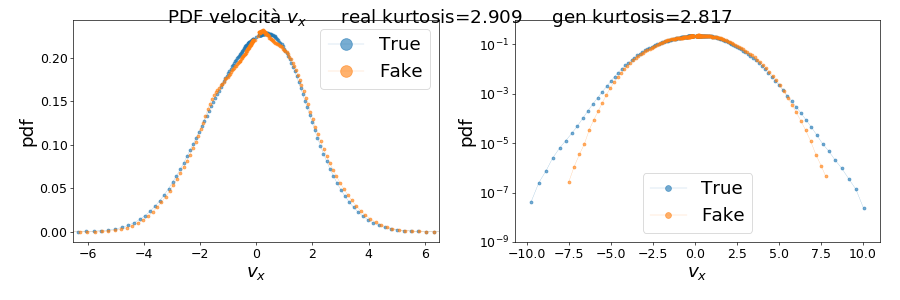 PDF velocità $v_x$ real kurtosis=2.909 gen kurtosis=2.817
pdf
0.20
0.15
0.10
0.05
0.00
True
Fake
−6 −4 −2 0 2 4 6
$v_x$
pdf
10⁻¹
10⁻³
10⁻⁵
10⁻⁷
10⁻⁹
True
Fake
−10.0 −7.5 −5.0 −2.5 0.0 2.5 5.0 7.5 10.0
$v_x$